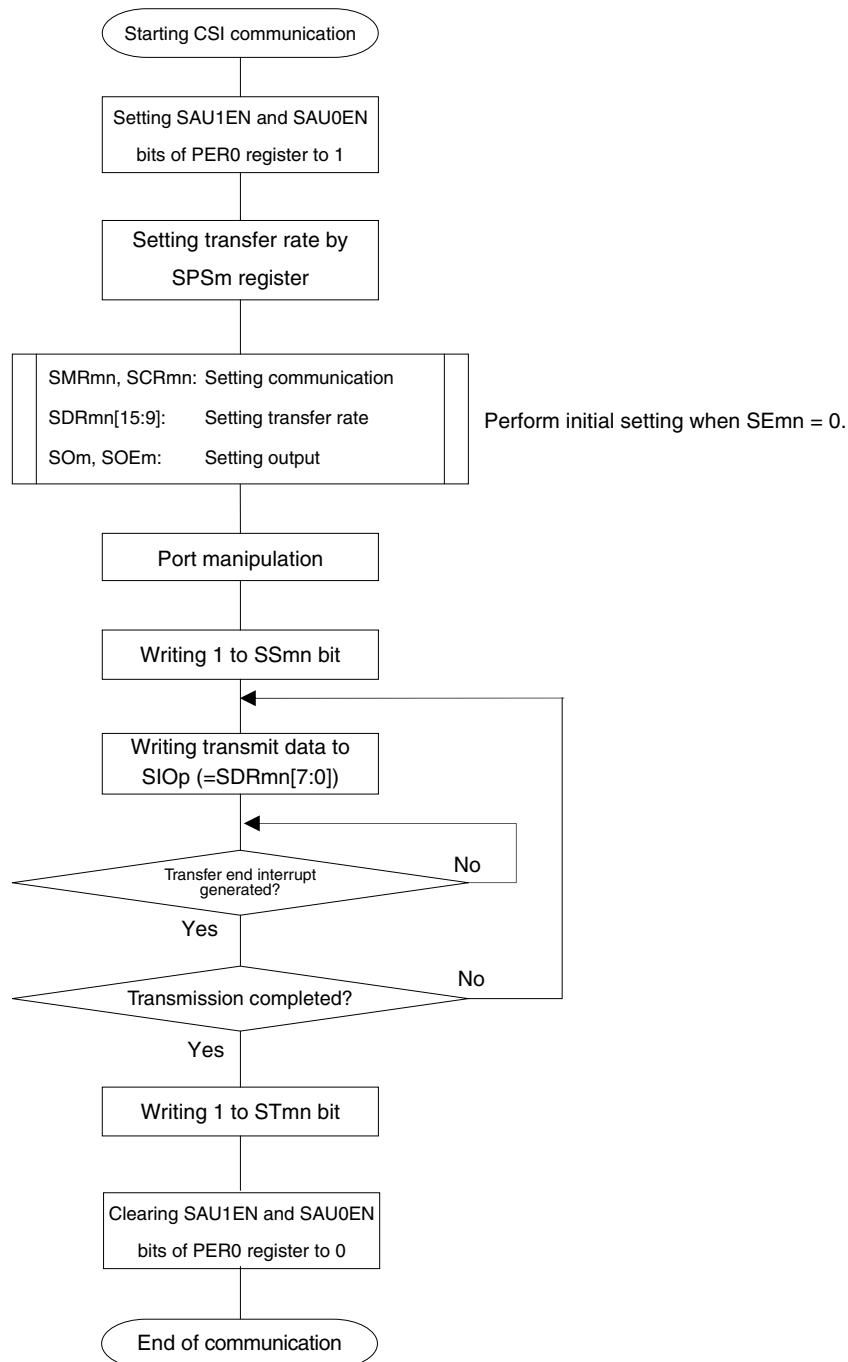 Starting CSI communication
Setting SAU1EN and SAU0EN
bits of PER0 register to 1
Setting transfer rate by
SPSm register
SMRmn, SCRmn: Setting communication
SDRmn[15:9]: Setting transfer rate
SOm, SOEm: Setting output
Perform initial setting when SEmn = 0.
Port manipulation
Writing 1 to SSmn bit
Writing transmit data to
SIOp (=SDRmn[7:0])
Transfer end interrupt
generated?
No
Yes
Transmission completed?
No
Yes
Writing 1 to STmn bit
Clearing SAU1EN and SAU0EN
bits of PER0 register to 0
End of communication